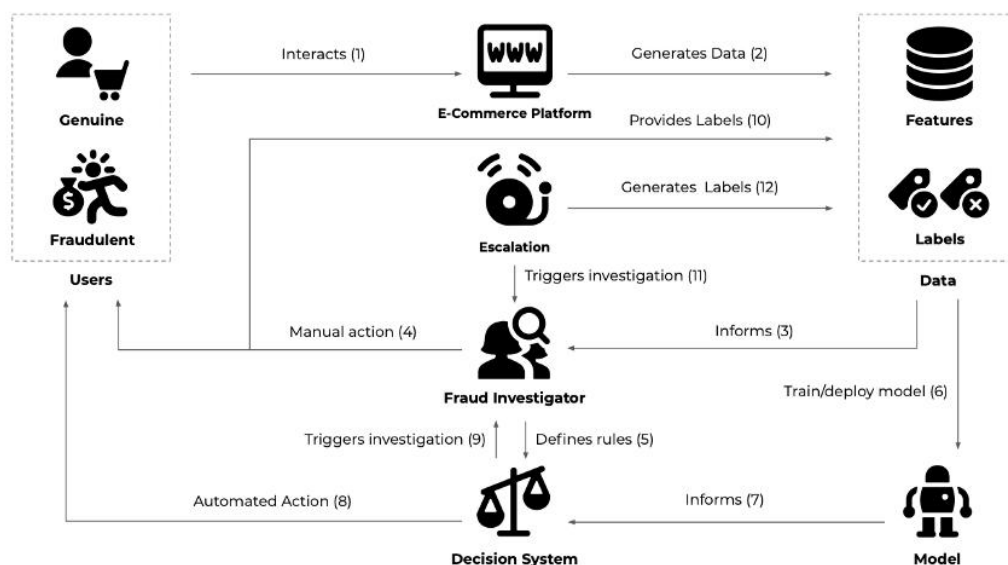 Interacts (1)
WWW
Generates Data (2)
Genuine
E-Commerce Platform
Features
Provides Labels (10)
$
Generates Labels (12)
Fraudulent
Escalation
Labels
Users
Triggers investigation (11)
Data
Manual action (4)
Informs (3)
Fraud Investigator
Train/deploy model (6)
Triggers investigation (9)
Defines rules (5)
Automated Action (8)
Informs (7)
Decision System
Model